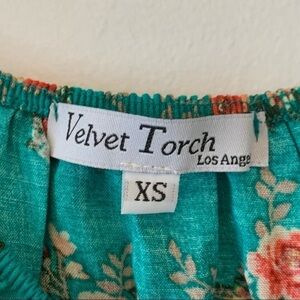 Velvet Torch
Los Ange
XS